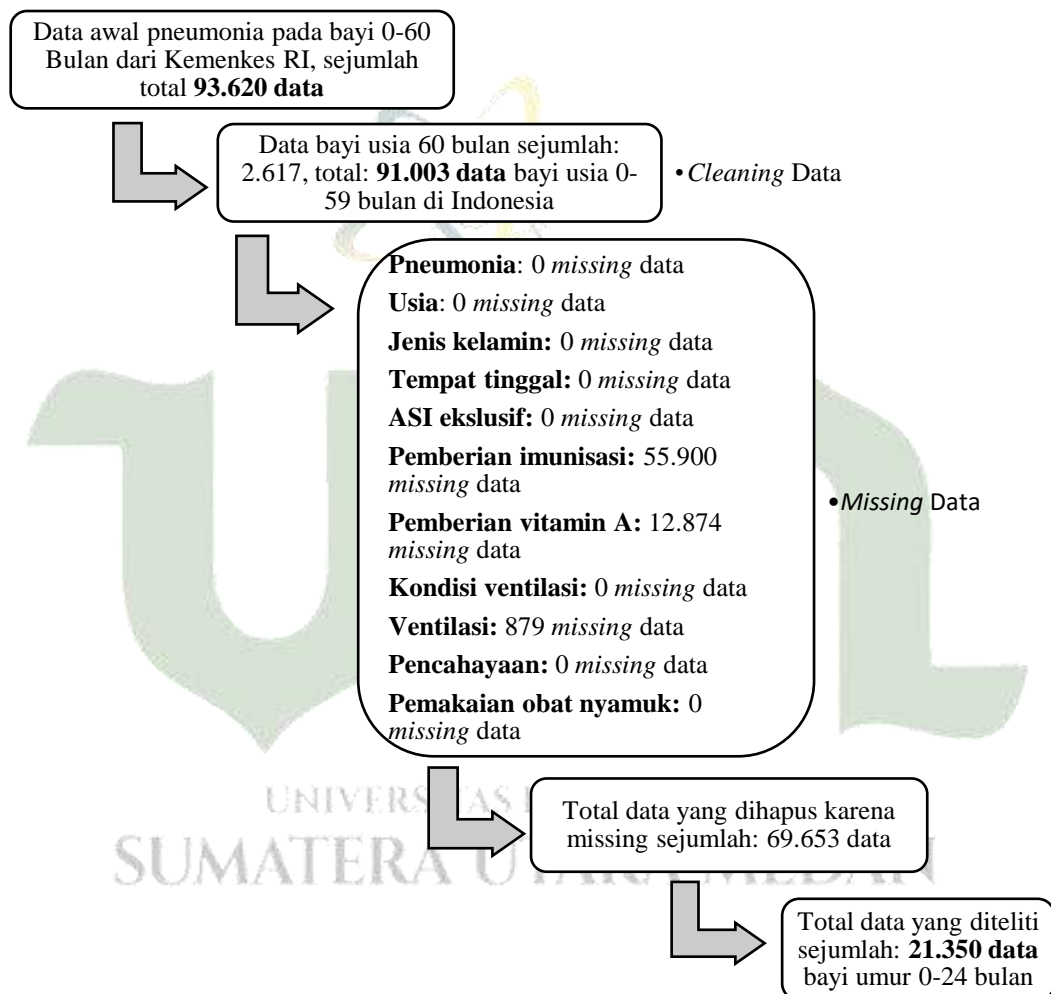 Data awal pneumonia pada bayi 0-60
Bulan dari Kemenkes RI, sejumlah
total 93.620 data
Data bayi usia 60 bulan sejumlah:
2.617, total: 91.003 data bayi usia 0-
59 bulan di Indonesia
• Cleaning Data
Pneumonia: 0 missing data
Usia: 0 missing data
Jenis kelamin: 0 missing data
Tempat tinggal: 0 missing data
ASI ekslusif: 0 missing data
Pemberian imunisasi: 55.900
missing data
Pemberian vitamin A: 12.874
missing data
Kondisi ventilasi: 0 missing data
Ventilasi: 879 missing data
Pencahayaan: 0 missing data
Pemakaian obat nyamuk: 0
missing data
•Missing Data
Total data yang dihapus karena
missing sejumlah: 69.653 data
Total data yang diteliti
sejumlah: 21.350 data
bayi umur 0-24 bulan
SUMATERA UTARA MEDAN